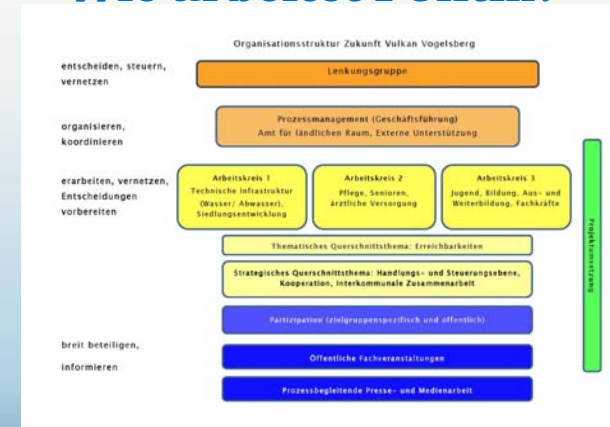 Organisationsstruktur Zukunft Vulkan Vogelsberg
entscheiden, steuern,
vernetzen
Lenkungsgruppe
organisieren,
koordinieren
Prozessmanagement (Geschäftsführung)
Amt für ländlichen Raum, Externe Unterstützung
erarbeiten, vernetzen,
Entscheidungen
vorbereiten
Arbeitskreis 1
Technische Infrastruktur
(Wasser/ Abwasser),
Siedlungsentwicklung
Arbeitskreis 2
Pflege, Senioren,
ärztliche Versorgung
Arbeitskreis 3
Jugend, Bildung, Aus- und
Weiterbildung, Fachkräfte
Projektumsetzung
Thematisches Querschnittsthema: Erreichbarkeiten
Strategisches Querschnittsthema: Handlungs- und Steuerungsebene,
Kooperation, Interkommunale Zusammenarbeit
Partizipation (zielgruppenspezifisch und öffentlich)
breit beteiligen,
informieren
Öffentliche Fachveranstaltungen
Prozessbegleitende Presse- und Medienarbeit